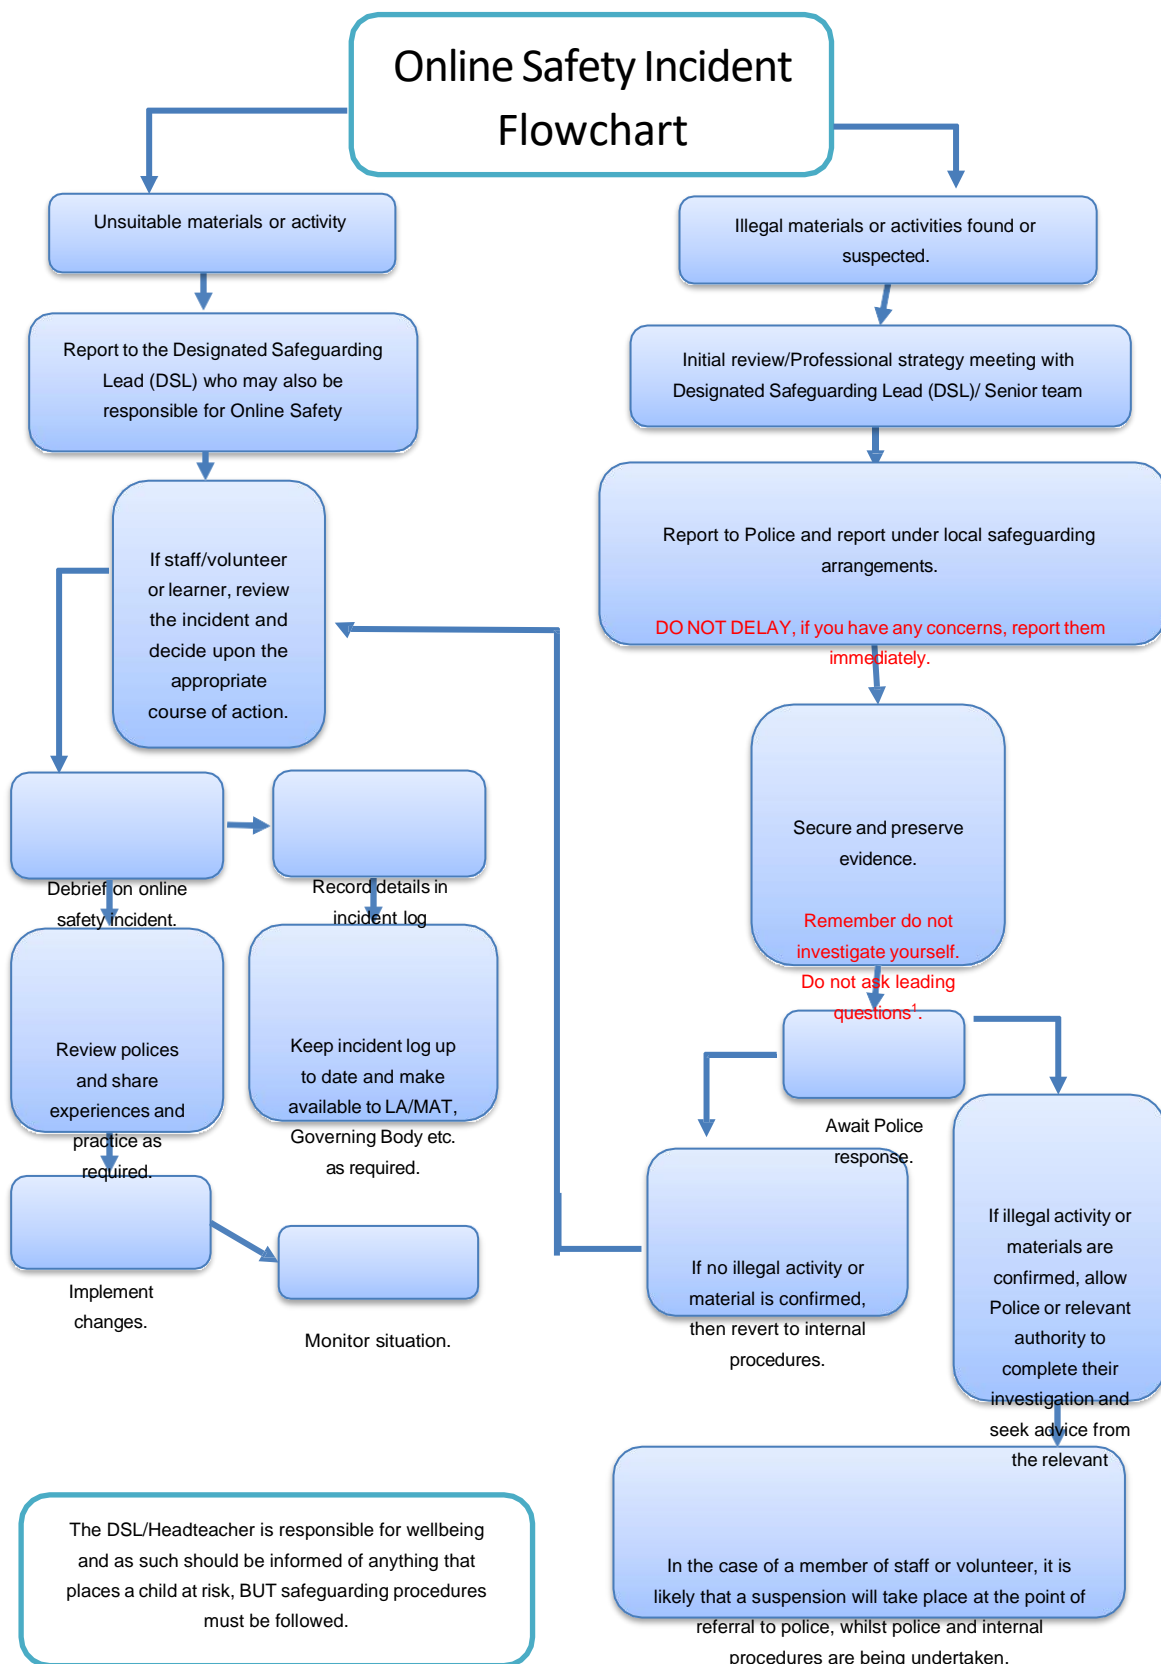 Online Safety Incident
Flowchart
Unsuitable materials or activity
Report to the Designated Safeguarding
Lead (DSL) who may also be
responsible for Online Safety
If staff/volunteer
or learner, review
the incident and
decide upon the
appropriate
course of action.
Debrief on online
safety incident.
Record details in
incident log
Review polices
and share
experiences and
practice as
required.
Keep incident log up
to date and make
available to LA/MAT,
Governing Body etc.
as required.
Implement
changes.
Monitor situation.
Illegal materials or activities found or
suspected.
Initial review/Professional strategy meeting with
Designated Safeguarding Lead (DSL)/ Senior team
Report to Police and report under local safeguarding
arrangements.
DO NOT DELAY, if you have any concerns, report them
immediately.
Secure and preserve
evidence.
Remember do not
investigate yourself.
Do not ask leading
questions¹.
Await Police
response.
If no illegal activity or
material is confirmed,
then revert to internal
procedures.
If illegal activity or
materials are
confirmed, allow
Police or relevant
authority to
complete their
investigation and
seek advice from
the relevant
In the case of a member of staff or volunteer, it is
likely that a suspension will take place at the point of
referral to police, whilst police and internal
procedures are being undertaken.
The DSL/Headteacher is responsible for wellbeing
and as such should be informed of anything that
places a child at risk, BUT safeguarding procedures
must be followed.